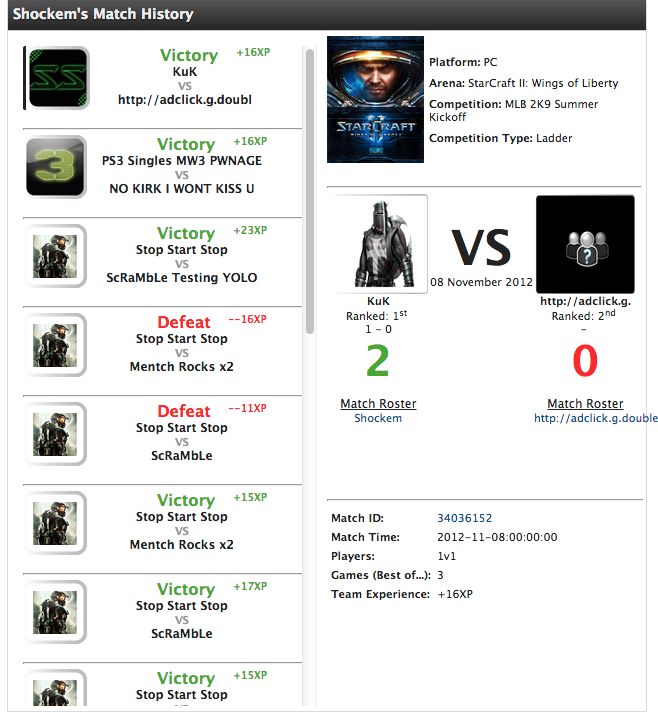 Shockem's Match History
Victory +16XP
KuK
VS
http://adclick.g.doubl
Victory +16XP
PS3 Singles MW3 PWNAGE
VS
NO KIRK I WONT KISS U
Victory +23XP
Stop Start Stop
VS
ScRaMbLe Testing YOLO
Defeat --16XP
Stop Start Stop
VS
Mentch Rocks x2
Defeat --11XP
Stop Start Stop
VS
ScRaMbLe
Victory +15XP
Stop Start Stop
VS
Mentch Rocks x2
Victory +17XP
Stop Start Stop
VS
ScRaMbLe
Victory +15XP
Stop Start Stop
VS
SS
3
STARCRAFT
WINGS OF LIBERTY
Platform: PC
Arena: StarCraft II: Wings of Liberty
Competition: MLB 2K9 Summer
Kickoff
Competition Type: Ladder
VS
08 November 2012
KuK
Ranked: 1st
1 - 0
2
Match Roster
Shockem
?
http://adclick.g.
Ranked: 2nd
-
0
Match Roster
http://adclick.g.double
Match ID: 34036152
Match Time: 2012-11-08:00:00:00
Players: 1v1
Games (Best of...): 3
Team Experience: +16XP